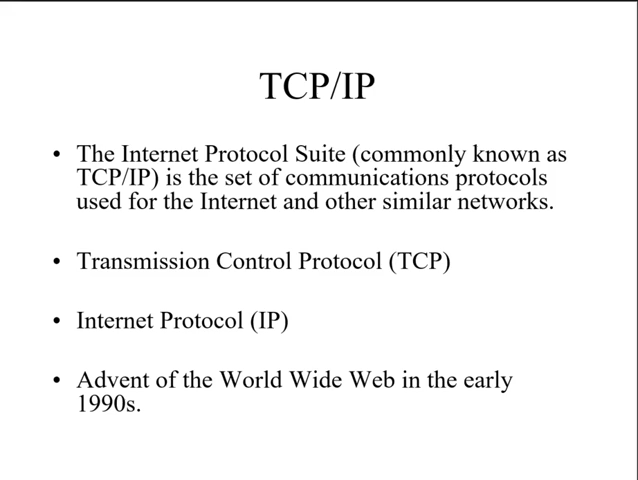 TCP/IP
• The Internet Protocol Suite (commonly known as
TCP/IP) is the set of communications protocols
used for the Internet and other similar networks.
• Transmission Control Protocol (TCP)
• Internet Protocol (IP)
• Advent of the World Wide Web in the early
1990s.